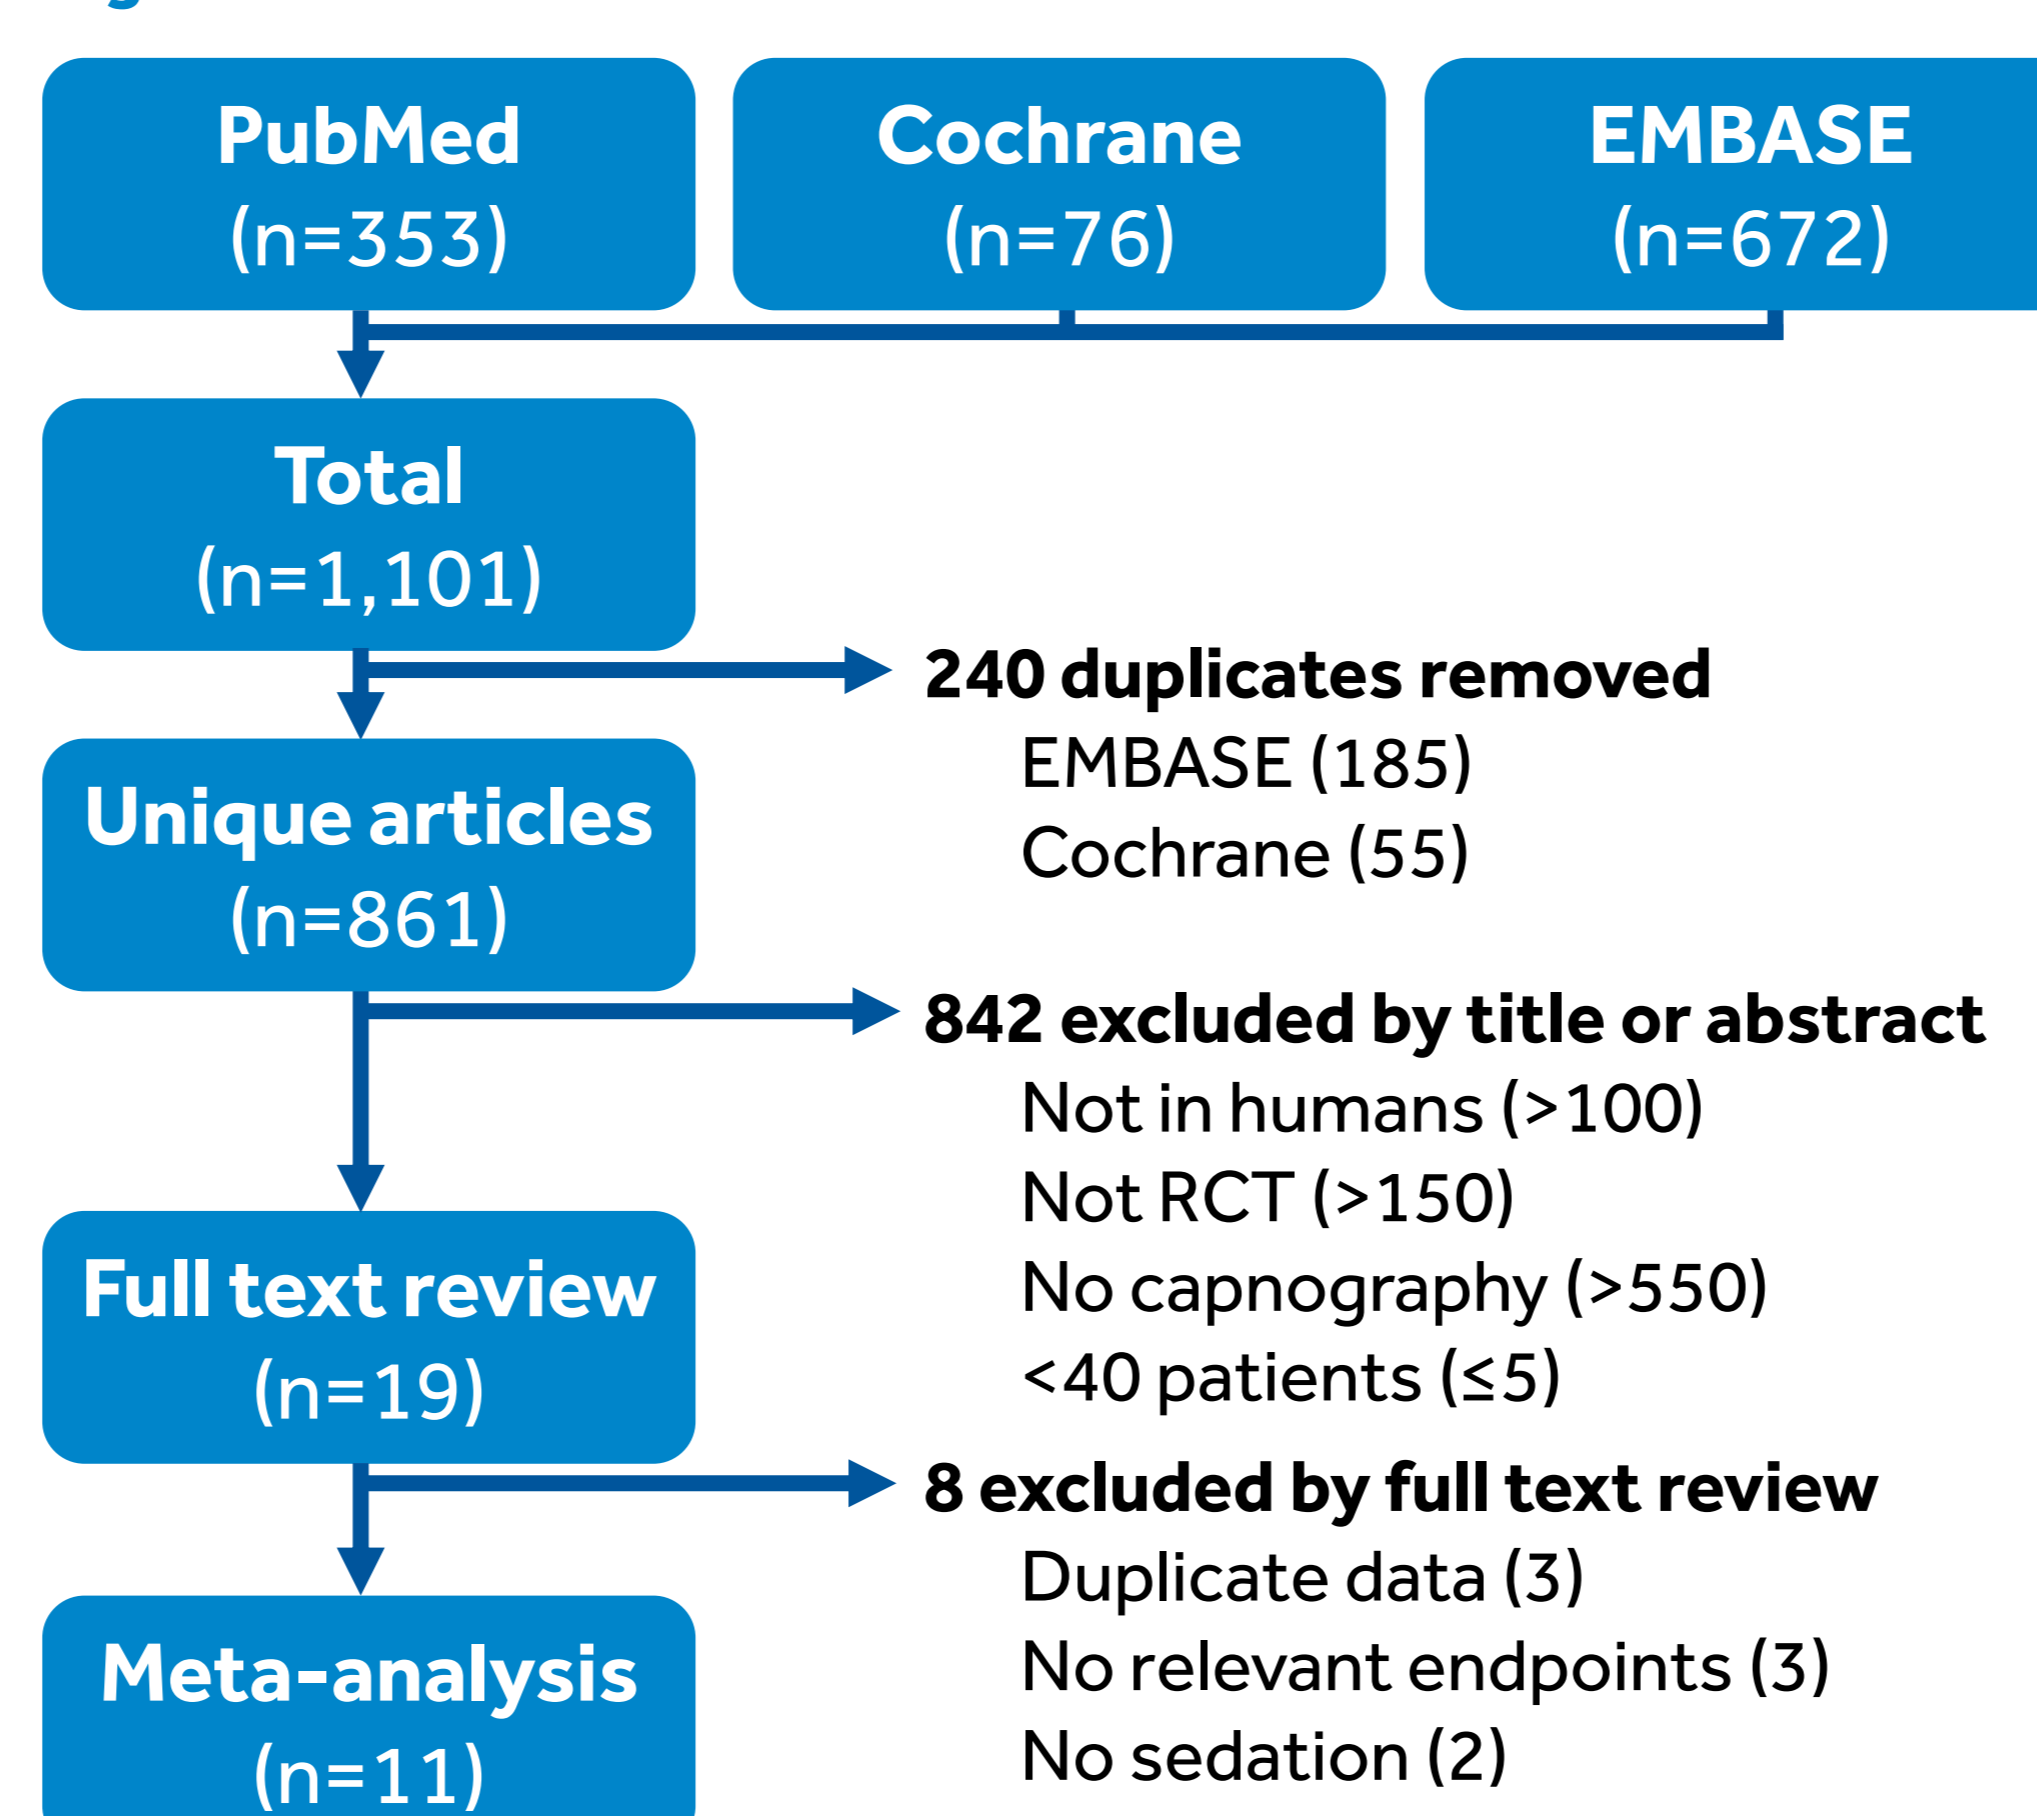 PubMed
(n=353)
Cochrane
(n=76)
EMBASE
(n=672)
Total
(n=1,101)
240 duplicates removed
EMBASE (185)
Cochrane (55)
Unique articles
(n=861)
842 excluded by title or abstract
Not in humans (>100)
Not RCT (>150)
No capnography (>550)
<40 patients (≤5)
Full text review
(n=19)
8 excluded by full text review
Duplicate data (3)
No relevant endpoints (3)
No sedation (2)
Meta-analysis
(n=11)